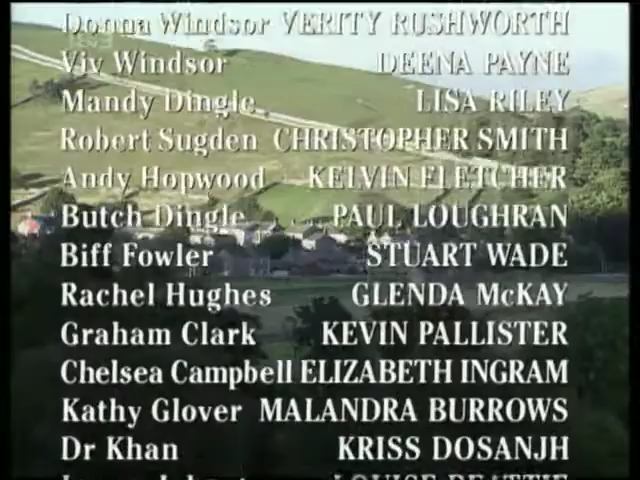 Donna Windsor VERITY RUSHWORTH
Viv Windsor DEENA PAYNE
Mandy Dingle LISA RILEY
Robert Sugden CHRISTOPHER SMITH
Andy Hopwood KELVIN FLETCHER
Butch Dingle PAUL LOUGHRAN
Biff Fowler STUART WADE
Rachel Hughes GLENDA McKAY
Graham Clark KEVIN PALLISTER
Chelsea Campbell ELIZABETH INGRAM
Kathy Glover MALANDRA BURROWS
Dr Khan KRISS DOSANJH
LOUISE BEATTIE